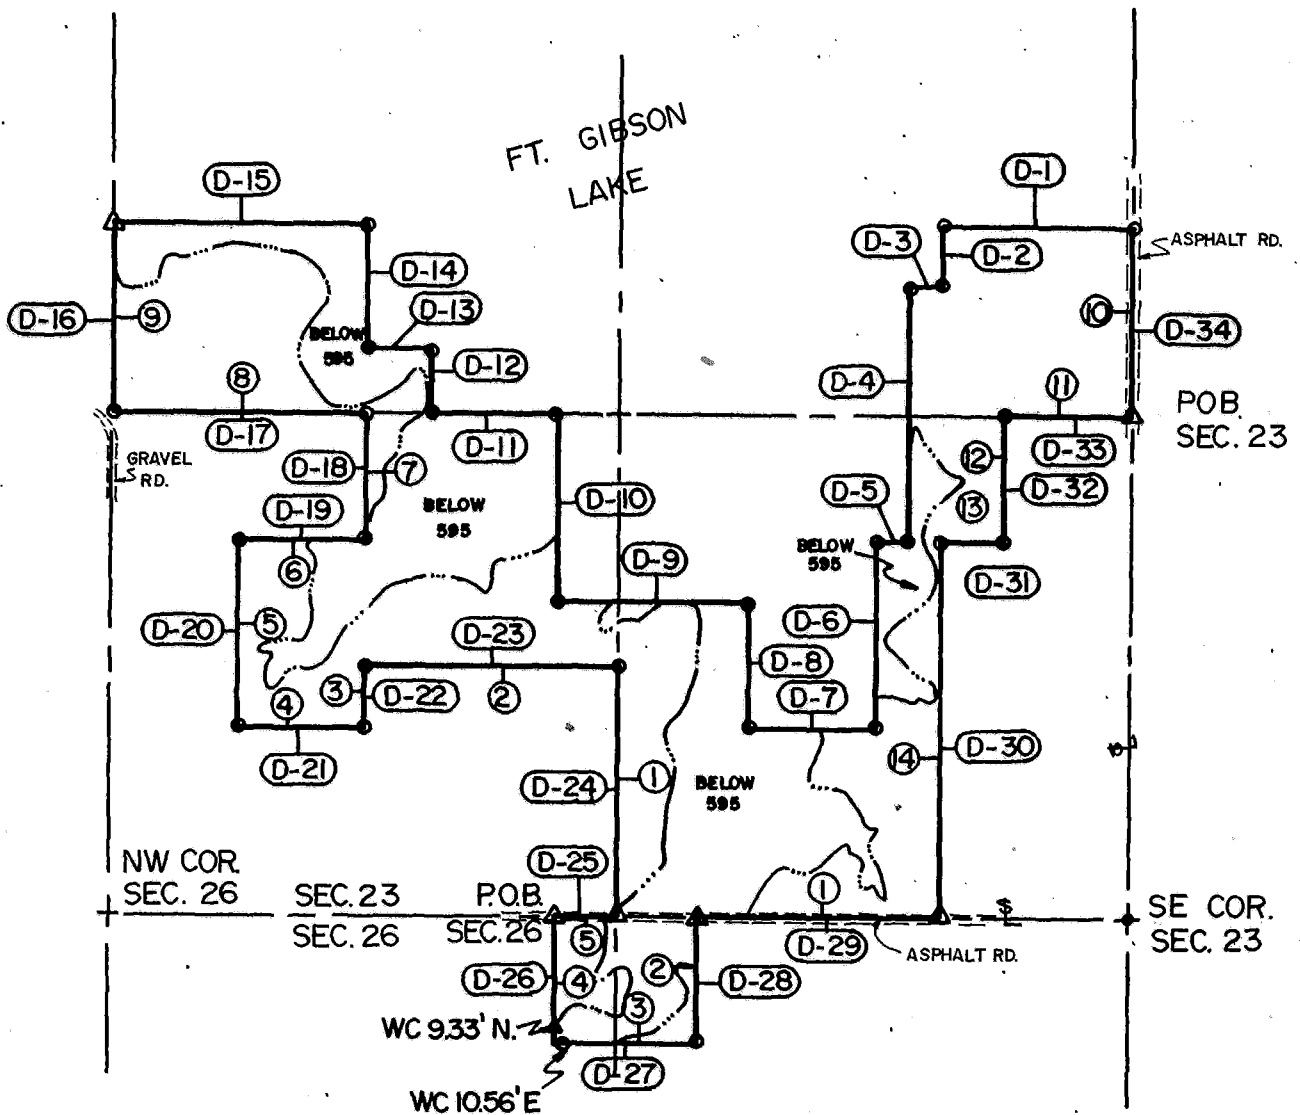 FT. GIBSON
LAKE
D-15
D-1
D-3
D-2
ASPHALT RD.
D-14
D-13
D-16
9
BELOW
595
10
D-34
D-12
D-4
8
11
D-17
D-11
POB.
SEC. 23
D-33
GRAVEL
RD.
D-18
7
12
D-32
D-5
13
D-10
BELOW
595
D-19
6
D-9
BELOW
595
D-31
D-20
5
D-23
D-6
D-8
3
D-22
2
D-7
4
D-21
D-30
14
D-24
1
BELOW
595
NW COR.
SEC. 26
SEC. 23
D-25
P.O.B.
SEC. 26
SEC. 26
1
D-29
ASPHALT RD.
SE COR.
SEC. 23
5
D-26
4
2
D-28
3
WC 9.33' N.
D-27
WC 10.56' E